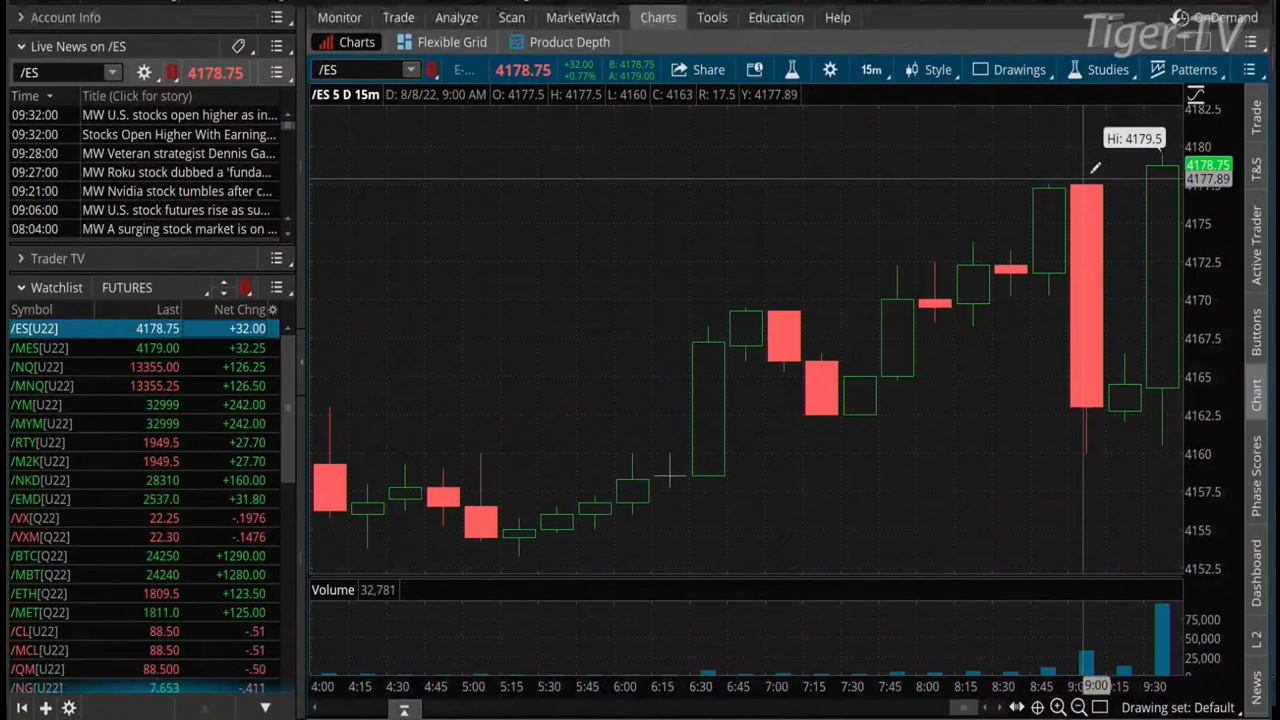 Account Info
Live News on /ES
/ES 4178.75
Time Title (Click for story)
09:32:00 MW U.S. stocks open higher as in...
09:32:00 Stocks Open Higher With Earning...
09:28:00 MW Veteran strategist Dennis Ga...
09:27:00 MW Roku stock dubbed a 'funda...
09:21:00 MW Nvidia stock tumbles after c...
09:06:00 MW U.S. stock futures rise as su...
08:04:00 MW A surging stock market is on ...
Trader TV
Watchlist FUTURES
Symbol Last Net Chng
/ES[U22] 4178.75 +32.00
/MES[U22] 4179.00 +32.25
/NQ[U22] 13355.00 +126.25
/MNQ[U22] 13355.25 +126.50
/YM[U22] 32999 +242.00
/MYM[U22] 32999 +242.00
/RTY[U22] 1949.5 +27.70
/M2K[U22] 1949.5 +27.70
/NKD[U22] 28310 +160.00
/EMD[U22] 2537.0 +31.80
/VX[Q22] 22.25 -.1976
/VXM[Q22] 22.30 -.1476
/BTC[Q22] 24250 +1290.00
/MBT[Q22] 24240 +1280.00
/ETH[Q22] 1809.5 +123.50
/MET[Q22] 1811.0 +125.00
/CL[U22] 88.50 -.51
/MCL[U22] 88.50 -.51
/QM[U22] 88.500 -.50
/NG[U22] 7.653 -.411
Monitor Trade Analyze Scan MarketWatch Charts Tools Education Help
OnDemand
Tiger-TV
Charts Flexible Grid Product Depth
/ES E-... 4178.75 +32.00 B: 4178.75 Share 15m Style Drawings Studies Patterns
+0.77% A: 4179.00
/ES 5 D 15m D: 8/8/22, 9:00 AM O: 4177.5 H: 4177.5 L: 4160 C: 4163 R: 17.5 Y: 4177.89
Hi: 4179.5
4182.5
4180
4178.75
4177.89
4175
4172.5
4170
4167.5
4165
4162.5
4160
4157.5
4155
4152.5
Volume 32,781
75,000
50,000
25,000
4:00 4:15 4:30 4:45 5:00 5:15 5:30 5:45 6:00 6:15 6:30 6:45 7:00 7:15 7:30 7:45 8:00 8:15 8:30 8:45 9:00 9:30
Drawing set: Default
Trade
T&S
Active Trader
Buttons
Chart
Phase Scores
Dashboard
L 2
News